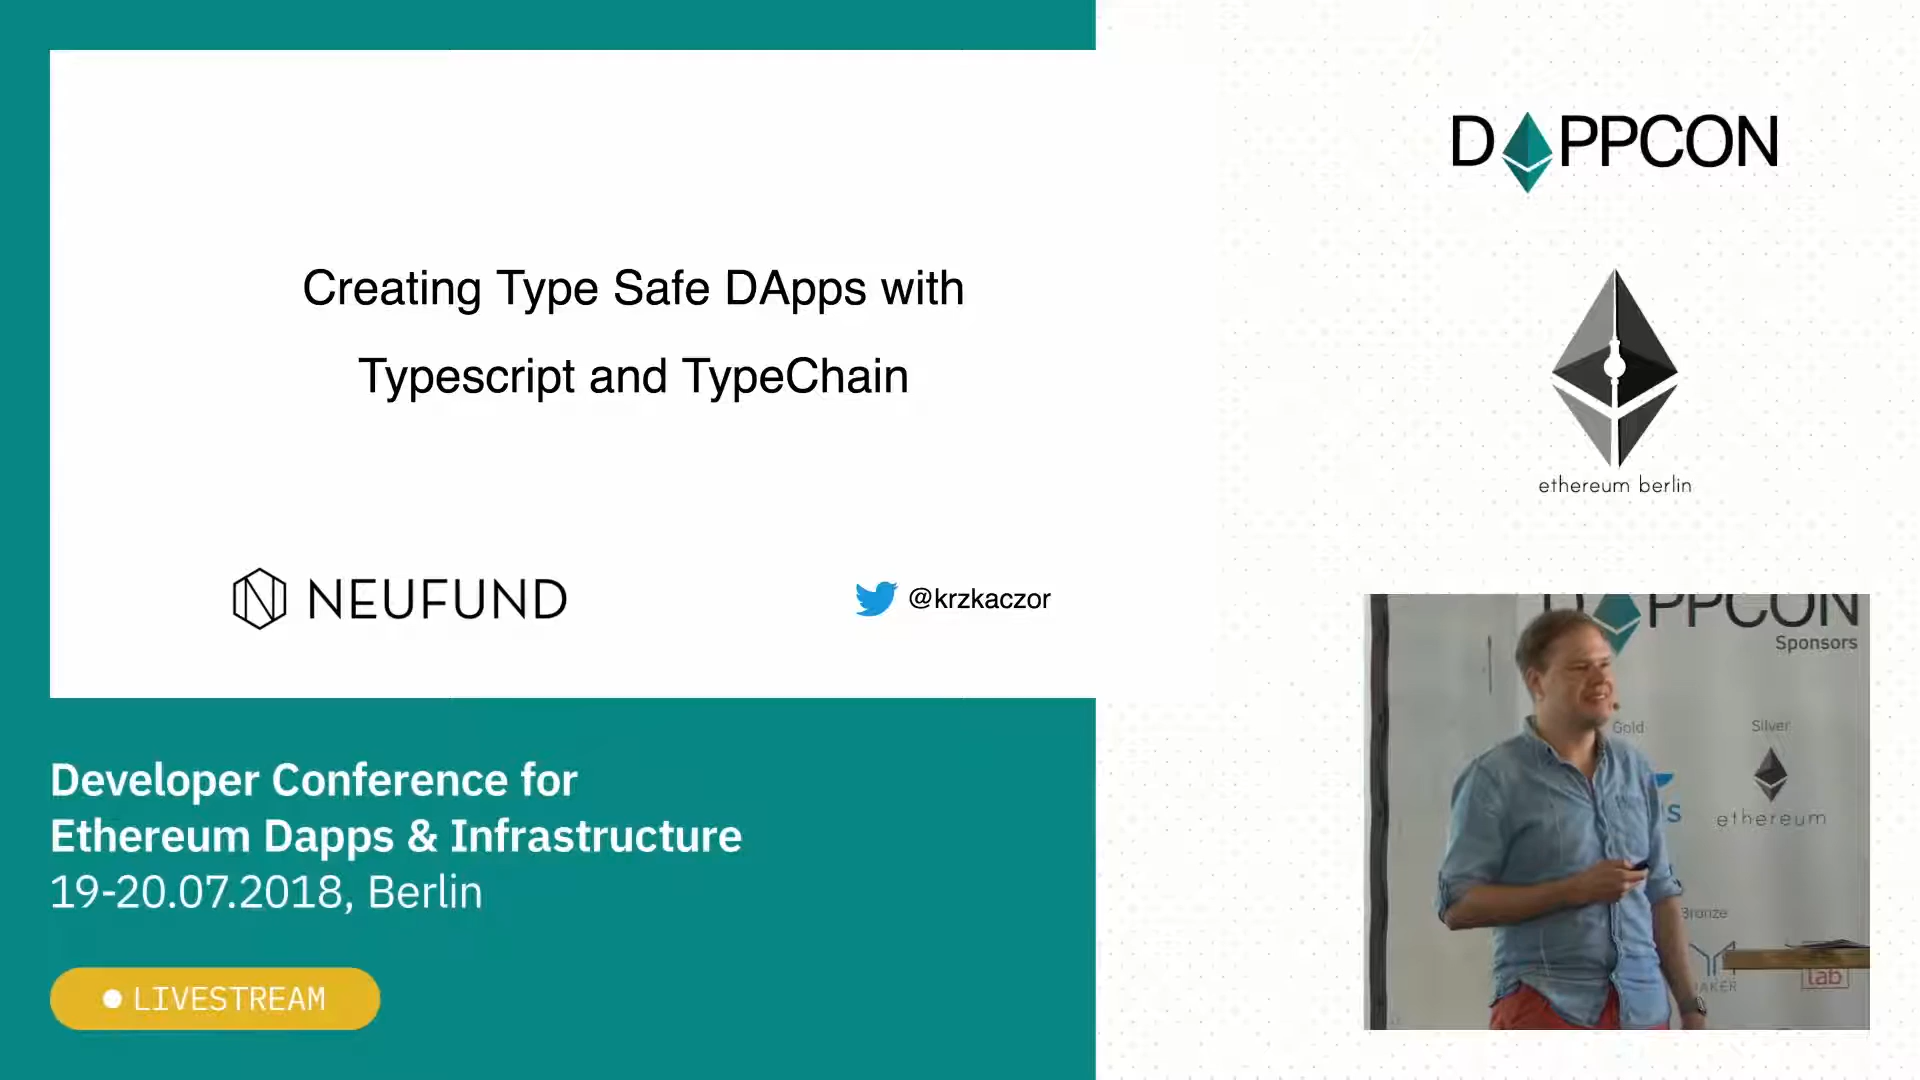 Creating Type Safe DApps with
Typescript and TypeChain
NEUFUND
@krzkaczor
Developer Conference for
Ethereum Dapps & Infrastructure
19-20.07.2018, Berlin
LIVESTREAM
DAPPCON
ethereum berlin
DAPPCON
Sponsors
Gold
Silver
ethereum
Bronze
lab